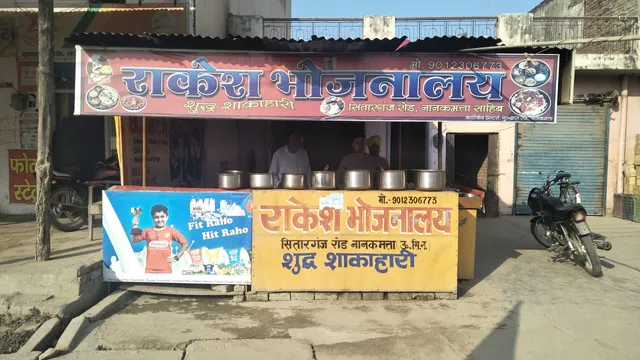 मो. 9012306773
राकेश भोजनालय
शुद्ध शाकाहारी
सितारगंज रोड, नानकमत्ता साहिब
फोटो
स्टे
Fit Raho
Hit Raho
मो.-9012306773
राकेश भोजनालय
सितारगंज रोड नानकमत्ता ऊ.सि.न.
शुद्ध शाकाहारी